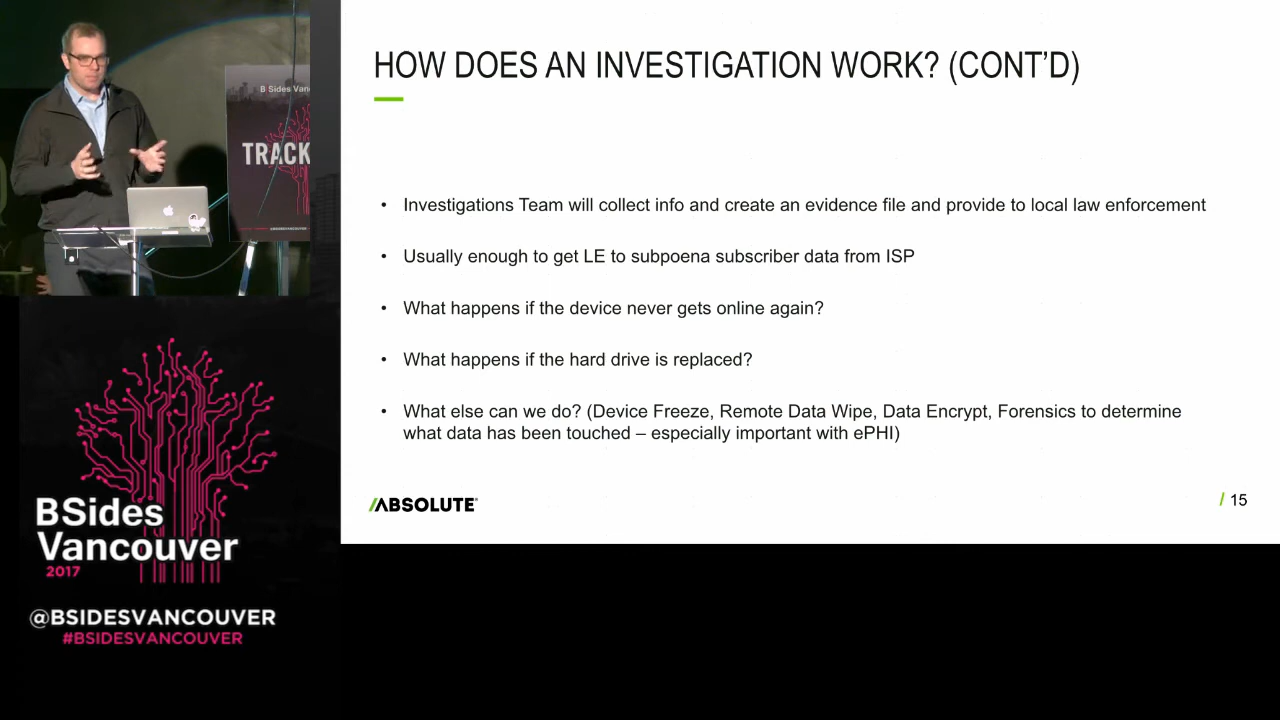 B Sides Van
TRACK
HOW DOES AN INVESTIGATION WORK? (CONT'D)
• Investigations Team will collect info and create an evidence file and provide to local law enforcement
• Usually enough to get LE to subpoena subscriber data from ISP
• What happens if the device never gets online again?
• What happens if the hard drive is replaced?
• What else can we do? (Device Freeze, Remote Data Wipe, Data Encrypt, Forensics to determine
what data has been touched – especially important with ePHI)
ABSOLUTE®
/ 15
BSides
Vancouver
2017
@BSIDESVANCOUVER
#BSIDESVANCOUVER